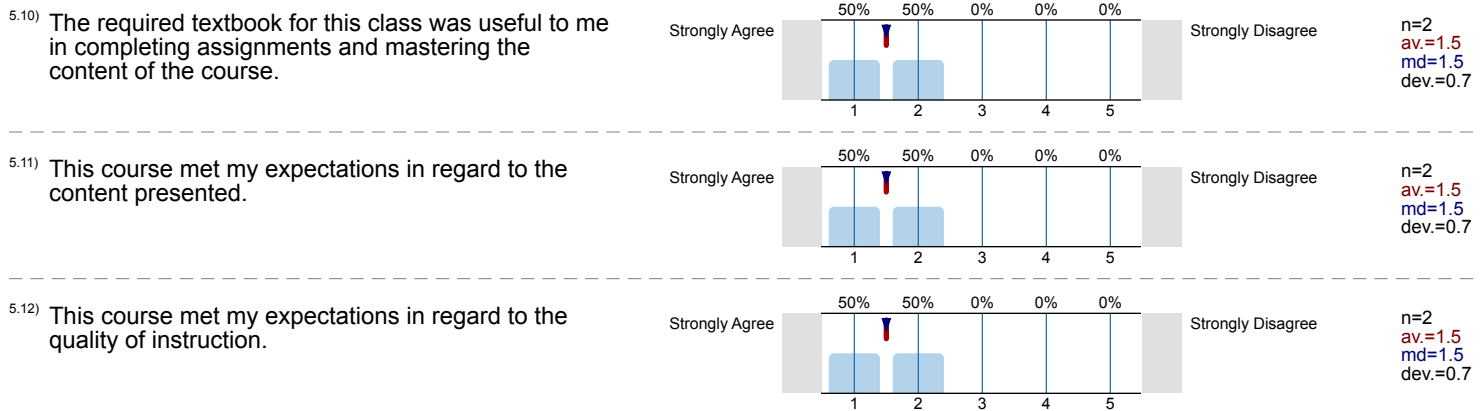 5.10) The required textbook for this class was useful to me
in completing assignments and mastering the
content of the course.
50% 50% 0% 0% 0%
Strongly Agree Strongly Disagree
1 2 3 4 5
n=2
av.=1.5
md=1.5
dev.=0.7
5.11) This course met my expectations in regard to the
content presented.
50% 50% 0% 0% 0%
Strongly Agree Strongly Disagree
1 2 3 4 5
n=2
av.=1.5
md=1.5
dev.=0.7
5.12) This course met my expectations in regard to the
quality of instruction.
50% 50% 0% 0% 0%
Strongly Agree Strongly Disagree
1 2 3 4 5
n=2
av.=1.5
md=1.5
dev.=0.7